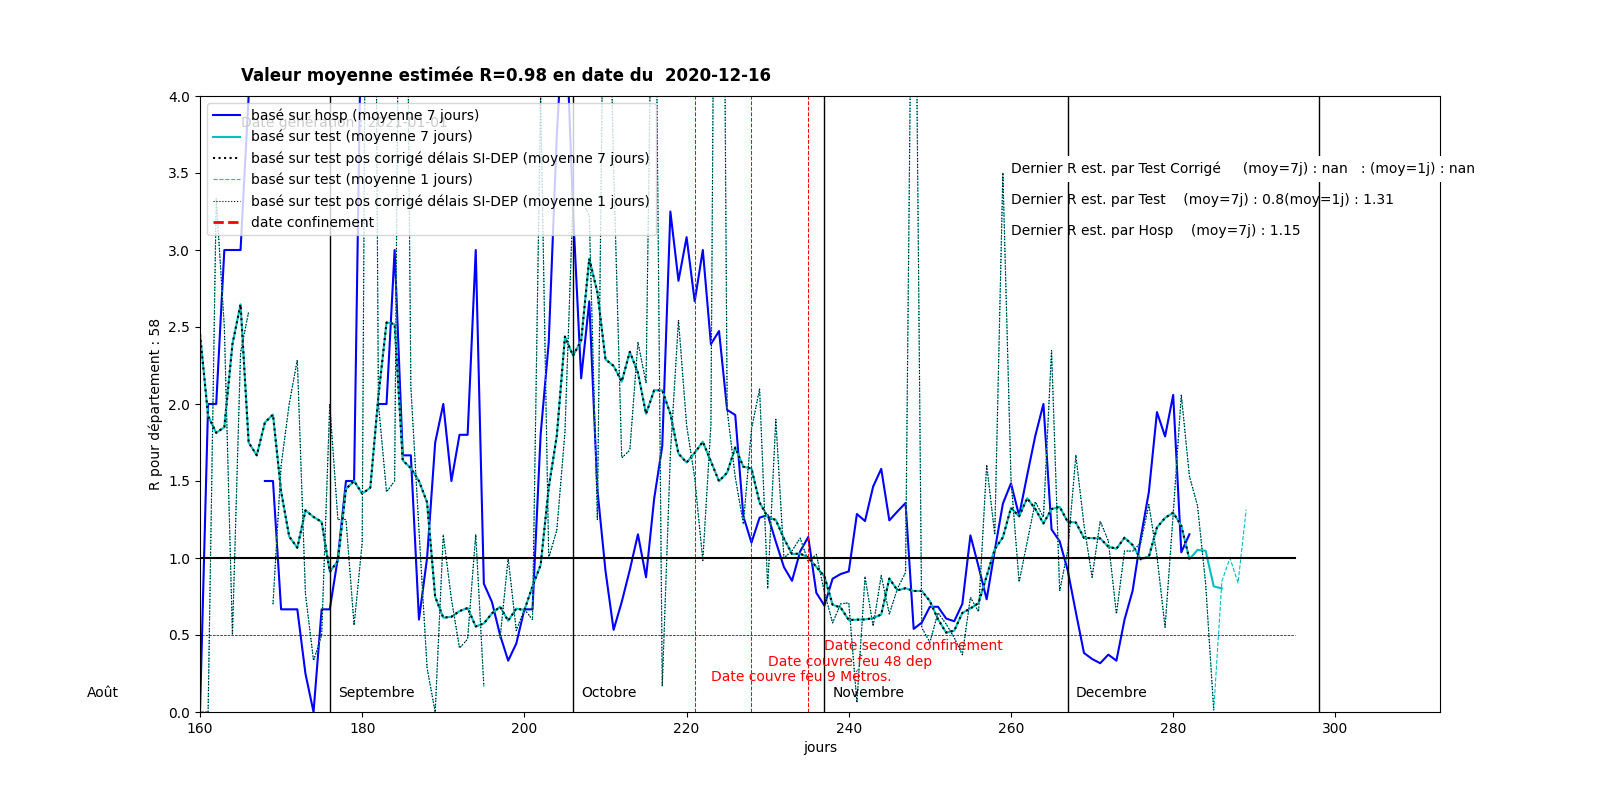 Valeur moyenne estimée R=0.98 en date du  2020-12-16
Date génération : 2021-01-01
basé sur hosp (moyenne 7 jours)
basé sur test (moyenne 7 jours)
basé sur test pos corrigé délais SI-DEP (moyenne 7 jours)
basé sur test (moyenne 1 jours)
basé sur test pos corrigé délais SI-DEP (moyenne 1 jours)
date confinement
Dernier R est. par Test Corrigé     (moy=7j) : nan   : (moy=1j) : nan
Dernier R est. par Test    (moy=7j) : 0.8(moy=1j) : 1.31
Dernier R est. par Hosp    (moy=7j) : 1.15
R pour département : 58
4.0
3.5
3.0
2.5
2.0
1.5
1.0
0.5
0.0
Date second confinement
Date couvre feu 48 dep
Date couvre feu 9 Métros.
Août
Septembre
Octobre
Novembre
Decembre
160 180 200 220 240 260 280 300
jours